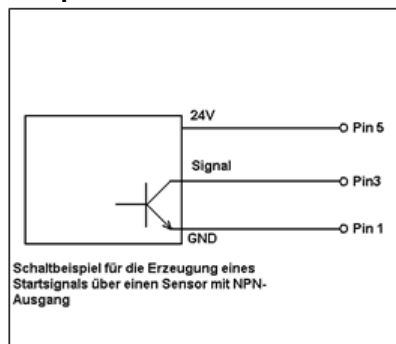 24V
Pin 5
Signal
Pin3
Pin 1
GND
Schaltbeispiel für die Erzeugung eines
Startsignals über einen Sensor mit NPN-
Ausgang